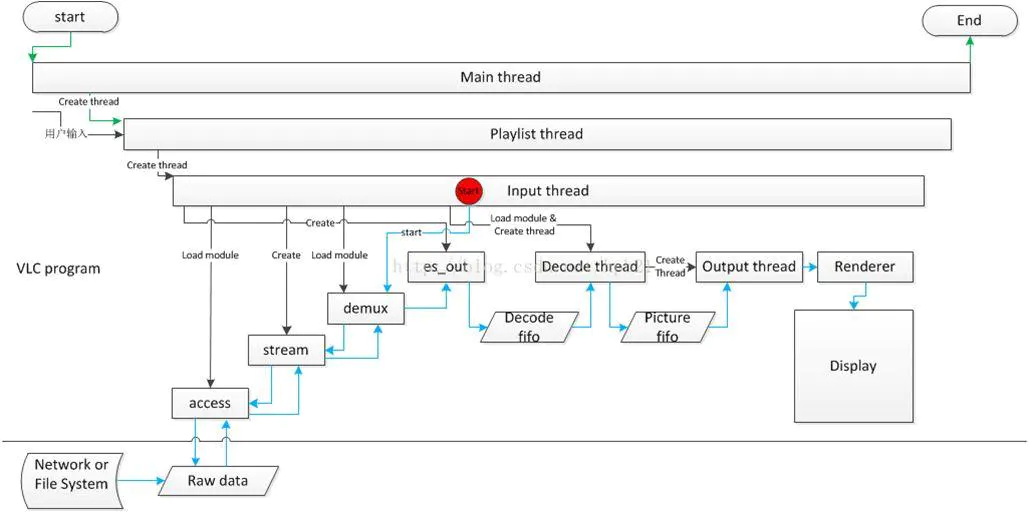 start
End
Main thread
Create thread
用户输入
Playlist thread
Create thread
Start
Input thread
Create
start
Load module &
Create thread
Load module
Create
Load module
VLC program
es_out
Decode thread
Create
Thread
Output thread
Renderer
demux
Decode
fifo
Picture
fifo
stream
Display
access
Network or
File System
Raw data